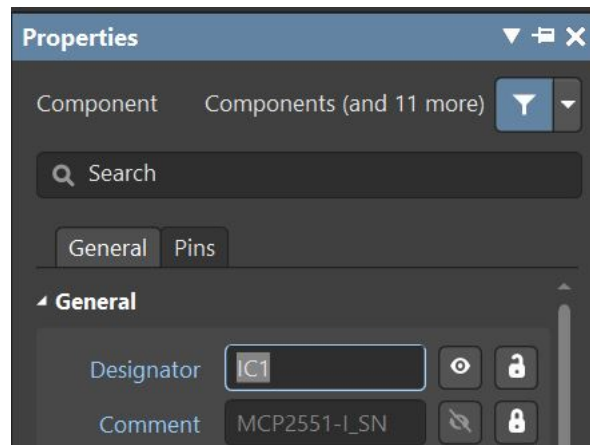 Properties
Component Components (and 11 more)
Search
General Pins
General
Designator IC1
Comment MCP2551-I_SN